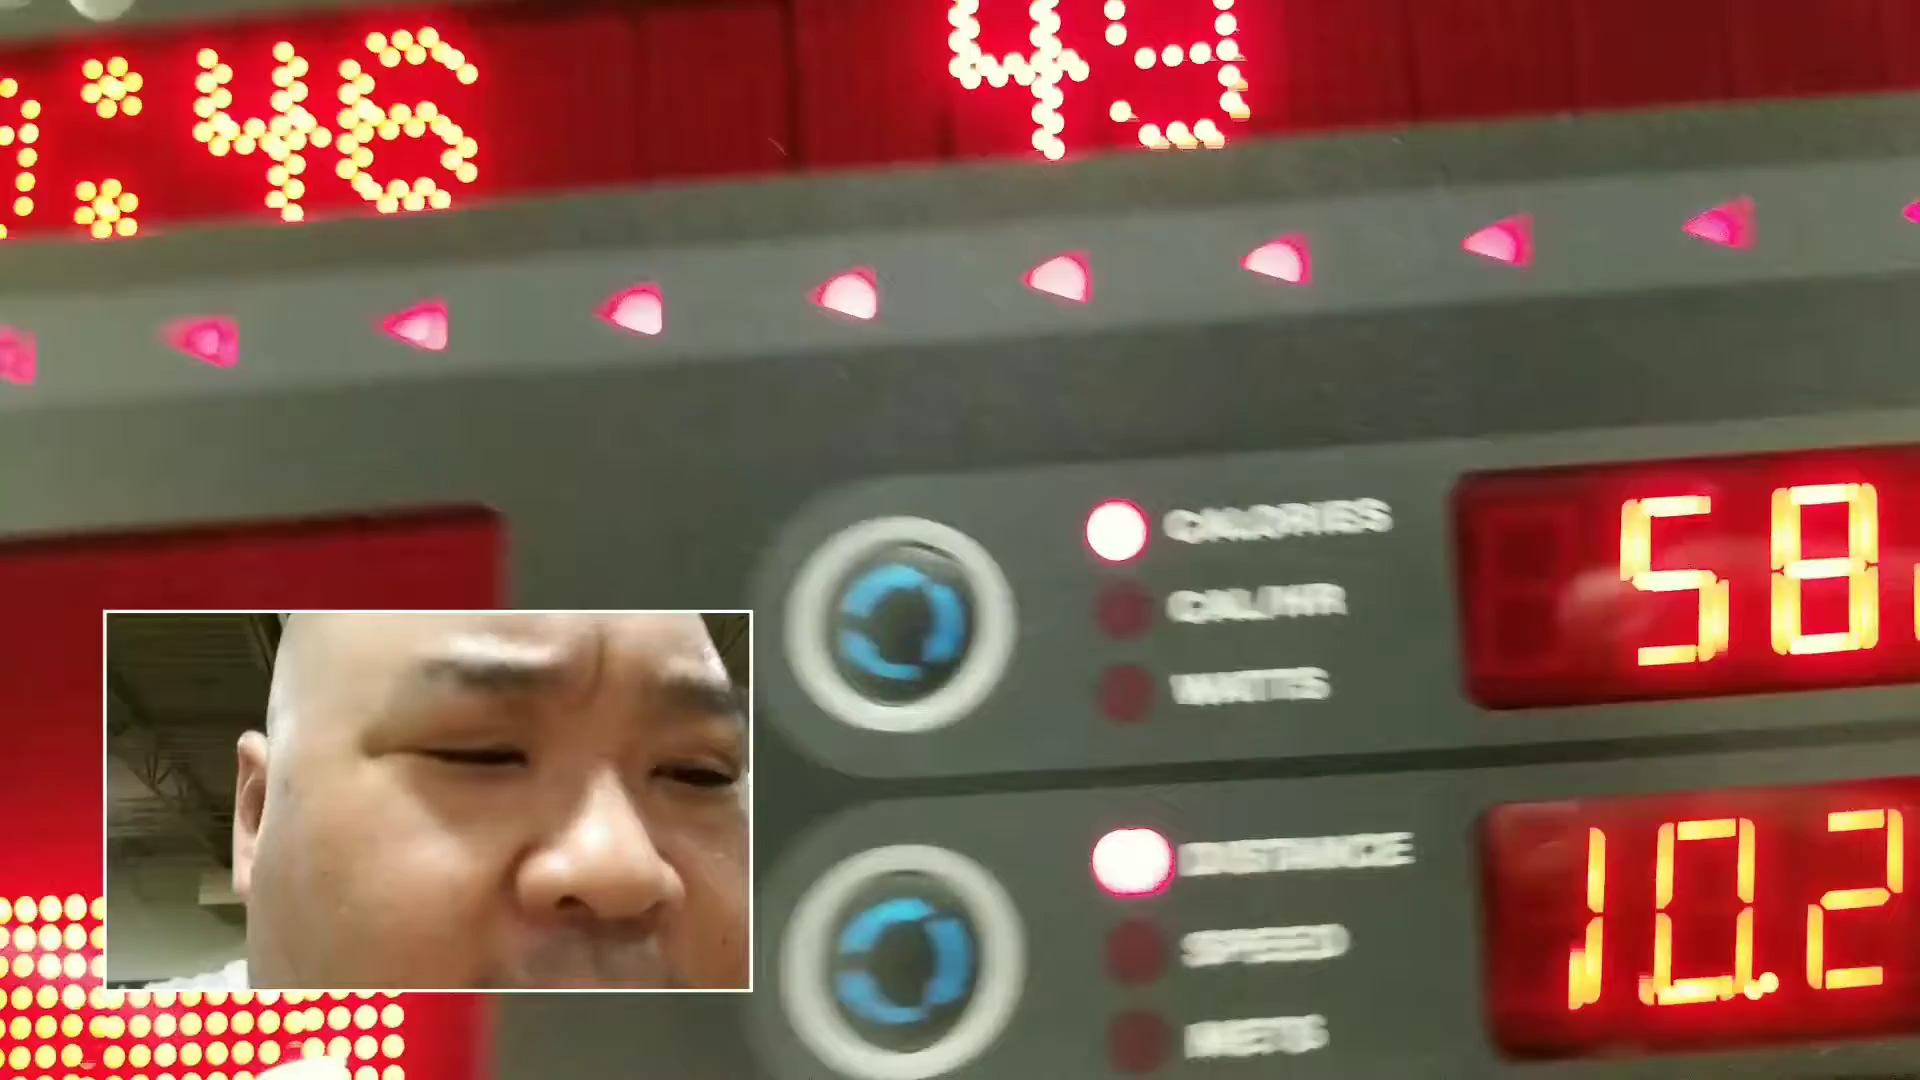 :46
49
CALORIES
58
CAL/HR
WATTS
DISTANCE
10.2
SPEED
METS